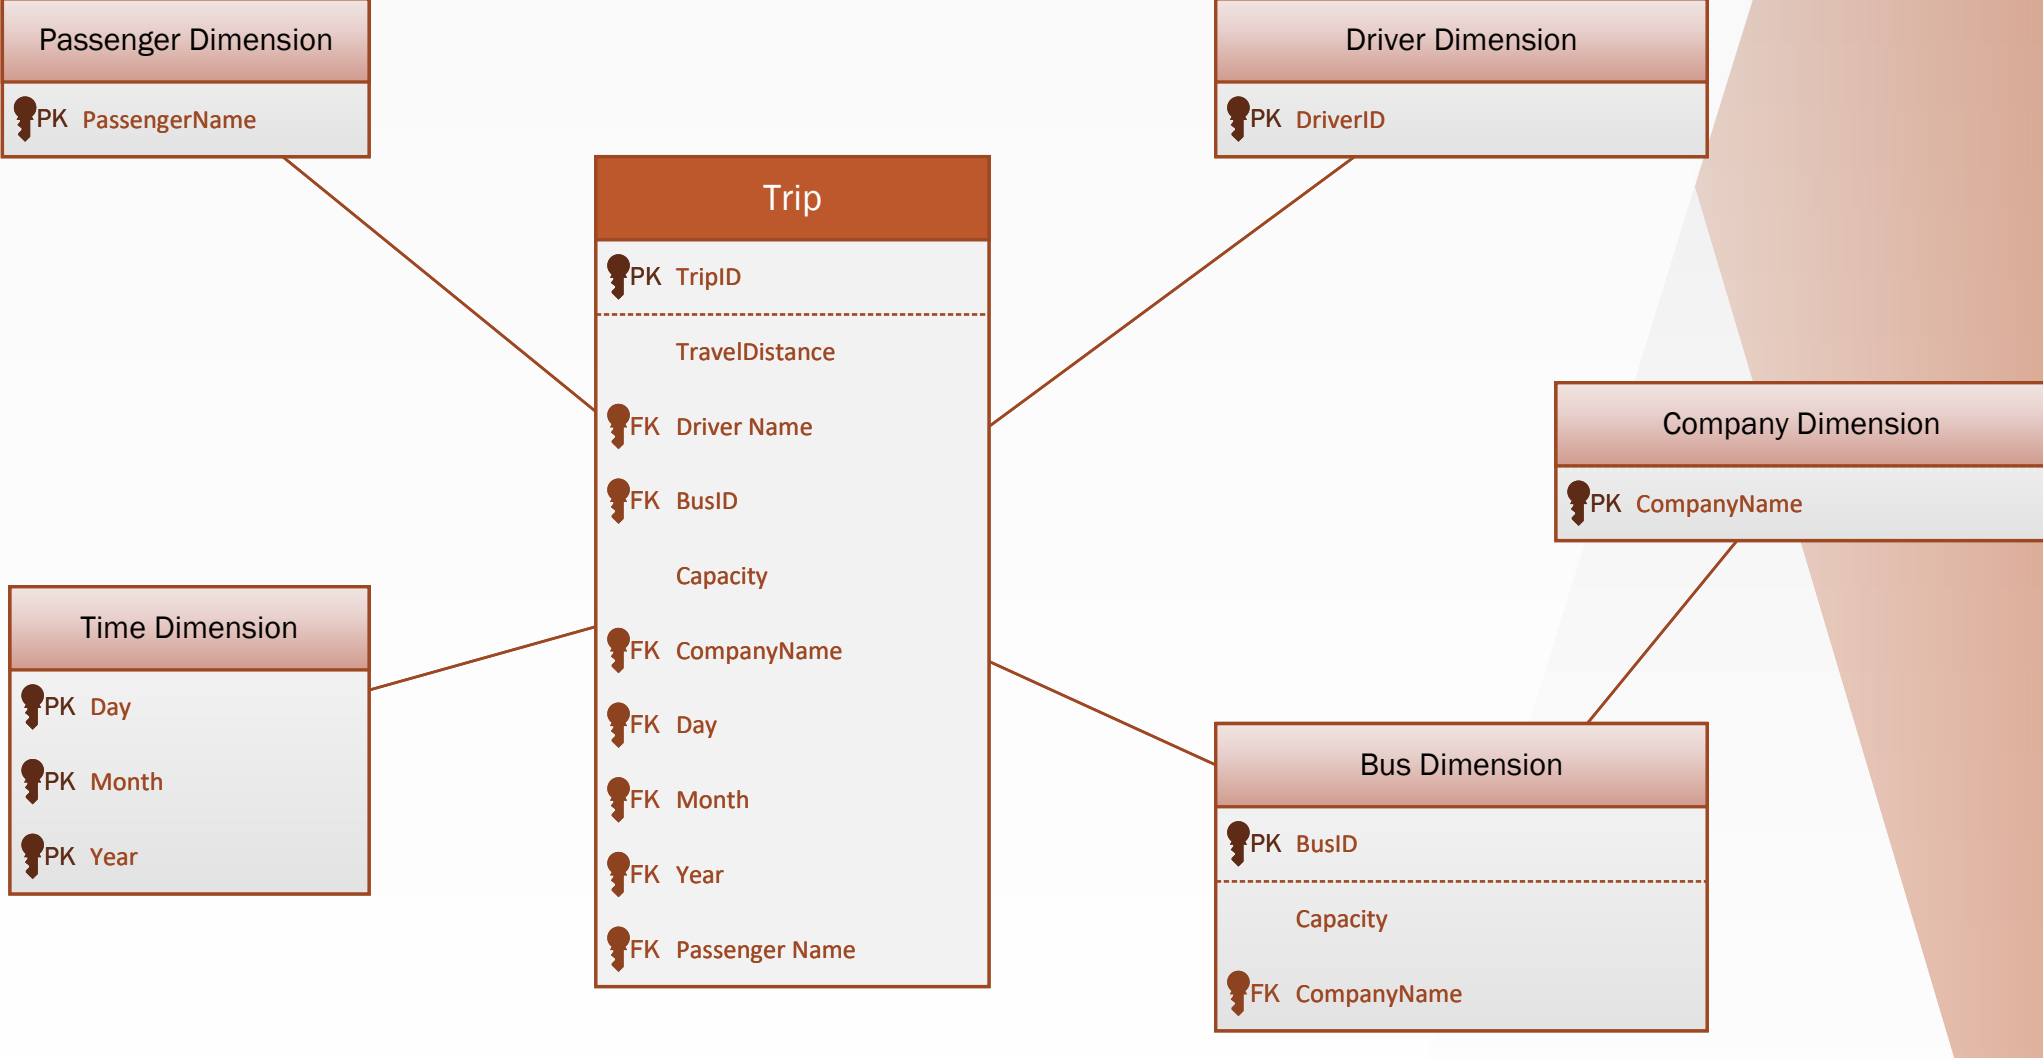 Passenger Dimension
PK PassengerName
Driver Dimension
PK DriverID
Trip
PK TripID
TravelDistance
FK Driver Name
FK BusID
Capacity
FK CompanyName
FK Day
FK Month
FK Year
FK Passenger Name
Company Dimension
PK CompanyName
Time Dimension
PK Day
PK Month
PK Year
Bus Dimension
PK BusID
Capacity
FK CompanyName